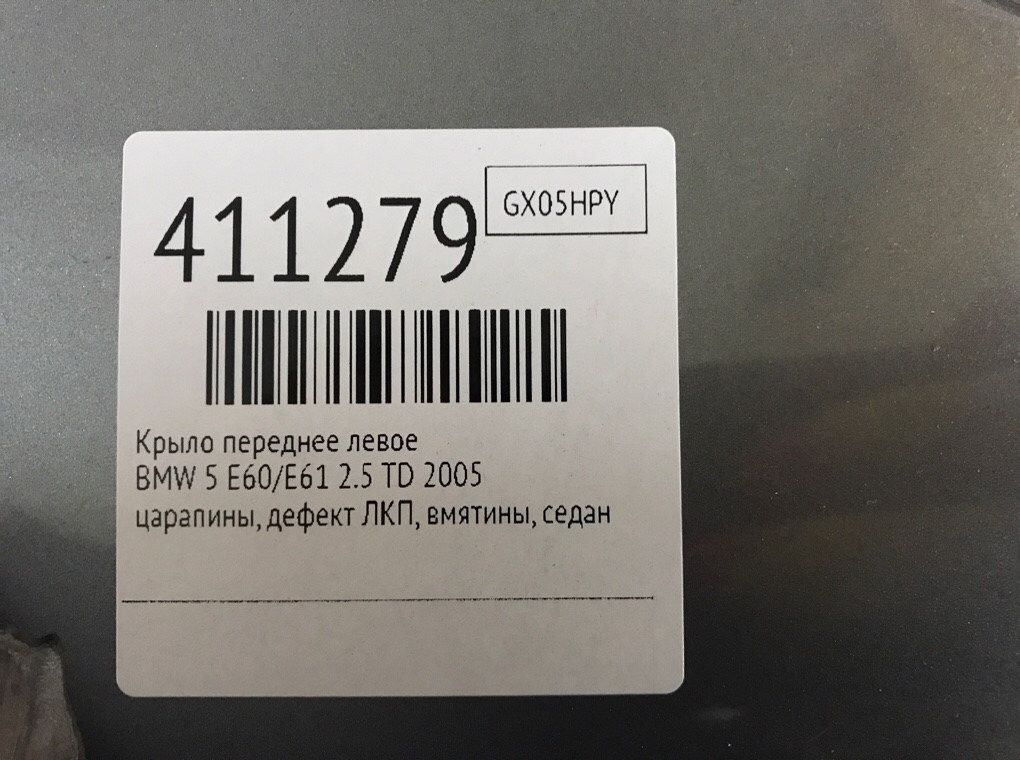 411279
GX05HPY
Крыло переднее левое
BMW 5 E60/E61 2.5 TD 2005
царапины, дефект ЛКП, вмятины, седан